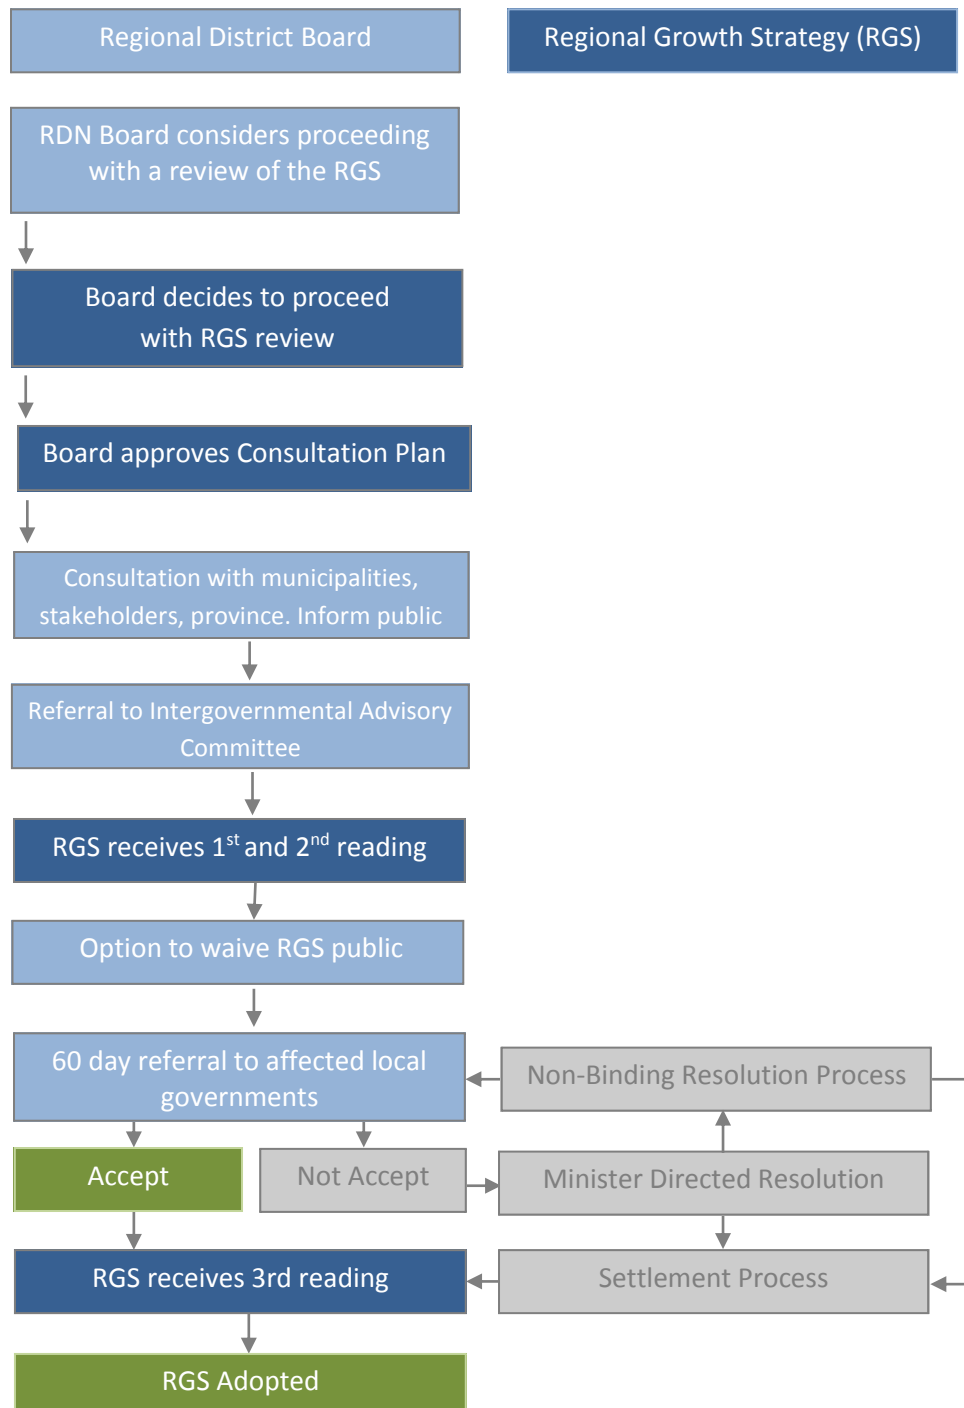 Regional District Board
Regional Growth Strategy (RGS)
RDN Board considers proceeding
with a review of the RGS
Board decides to proceed
with RGS review
Board approves Consultation Plan
Consultation with municipalities,
stakeholders, province. Inform public
Referral to Intergovernmental Advisory
Committee
RGS receives 1st and 2nd reading
Option to waive RGS public
60 day referral to affected local
governments
Non-Binding Resolution Process
Accept
Not Accept
Minister Directed Resolution
RGS receives 3rd reading
Settlement Process
RGS Adopted